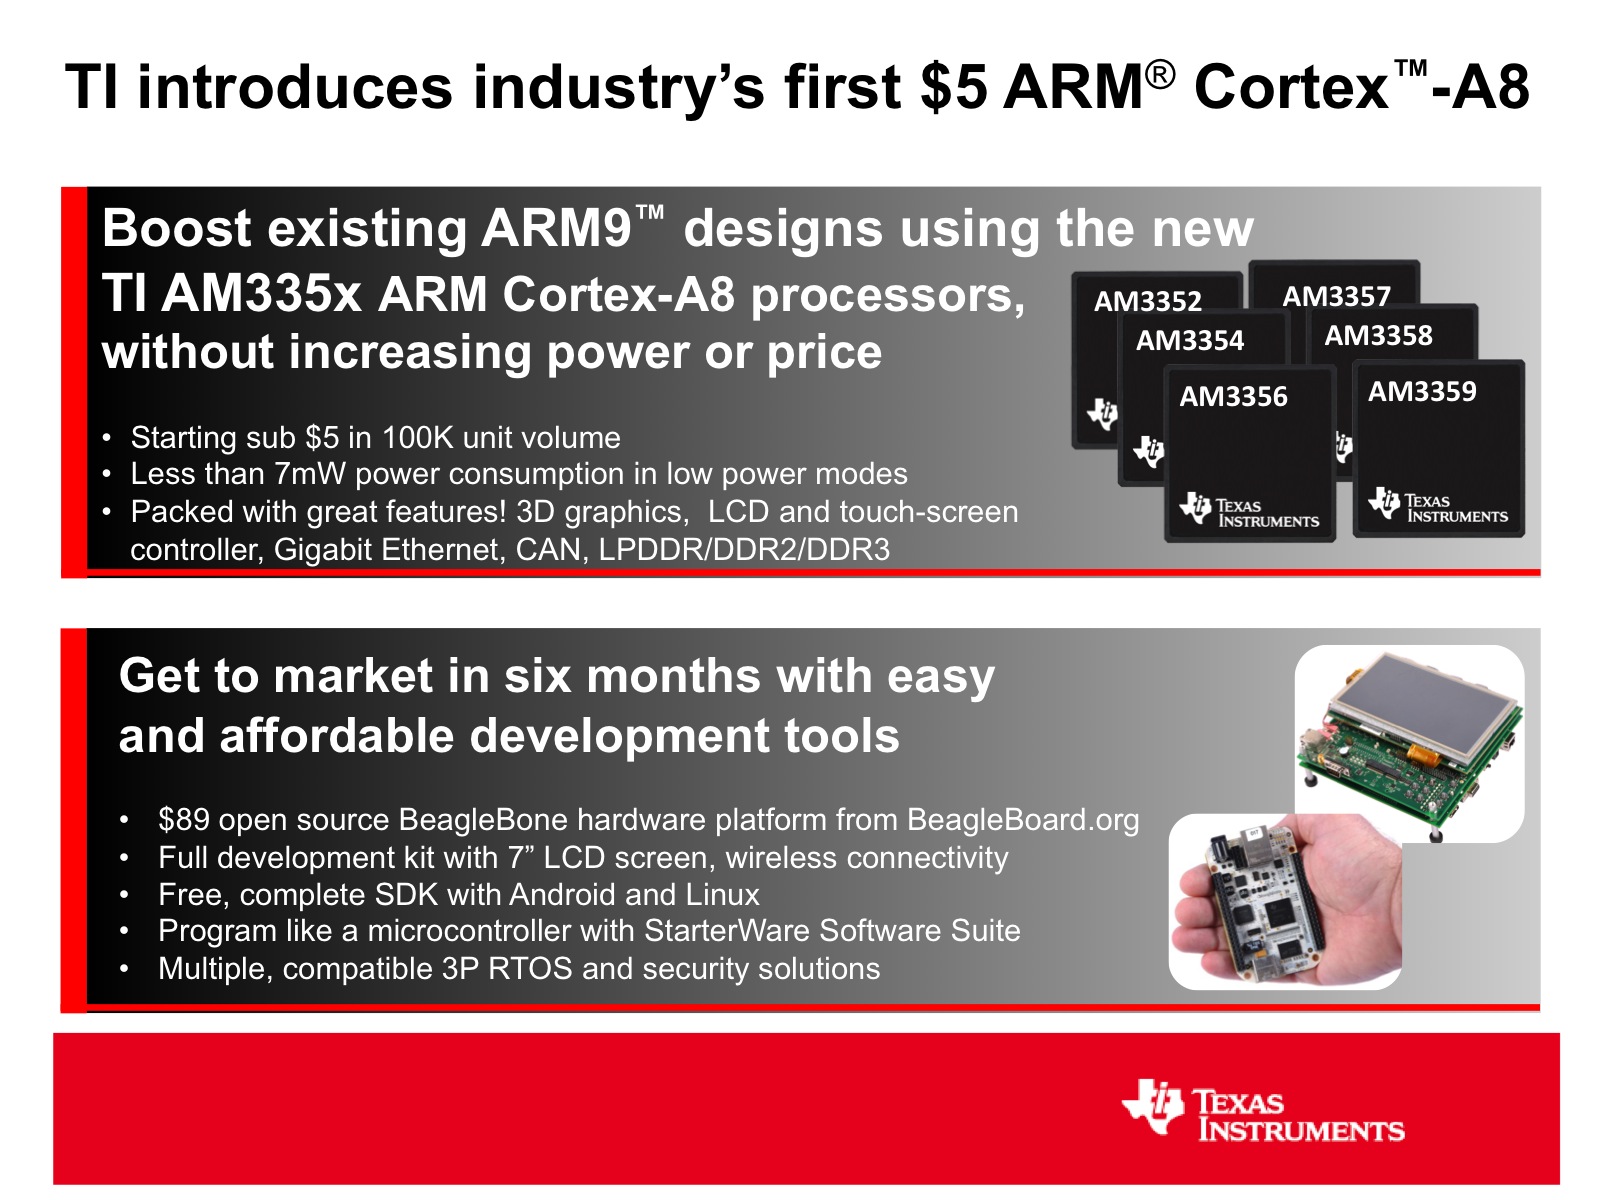 TI introduces industry’s first $5 ARM® Cortex™-A8
Boost existing ARM9™ designs using the new
TI AM335x ARM Cortex-A8 processors,
without increasing power or price
• Starting sub $5 in 100K unit volume
• Less than 7mW power consumption in low power modes
• Packed with great features! 3D graphics, LCD and touch-screen
controller, Gigabit Ethernet, CAN, LPDDR/DDR2/DDR3
AM3352
AM3357
AM3354
AM3358
AM3356
AM3359
TEXAS
INSTRUMENTS
TEXAS
INSTRUMENTS
Get to market in six months with easy
and affordable development tools
• $89 open source BeagleBone hardware platform from BeagleBoard.org
• Full development kit with 7” LCD screen, wireless connectivity
• Free, complete SDK with Android and Linux
• Program like a microcontroller with StarterWare Software Suite
• Multiple, compatible 3P RTOS and security solutions
TEXAS
INSTRUMENTS